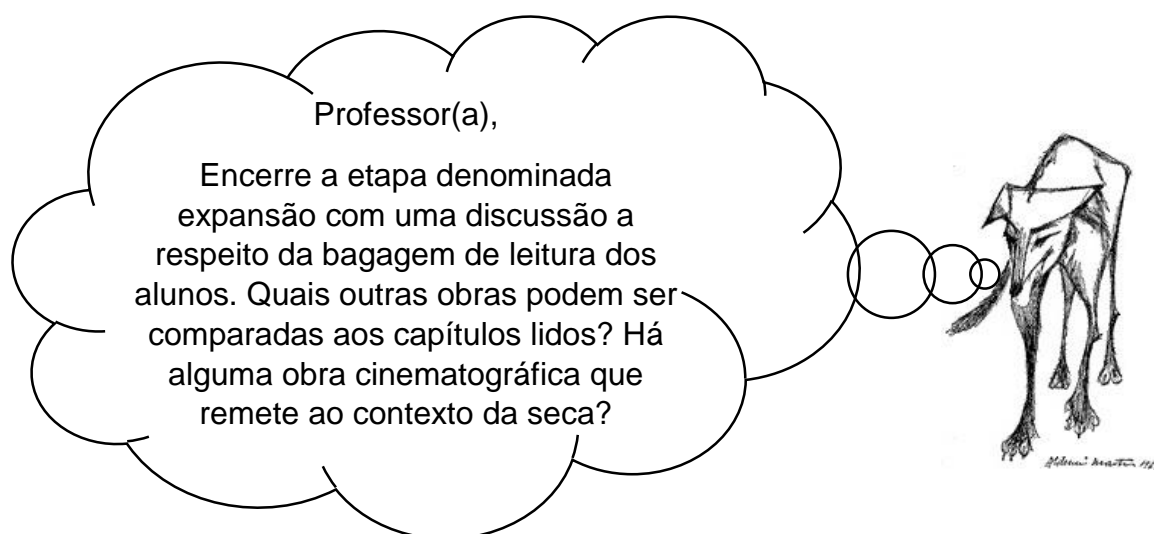 Professor(a),
Encerre a etapa denominada
expansão com uma discussão a
respeito da bagagem de leitura dos
alunos. Quais outras obras podem ser
comparadas aos capítulos lidos? Há
alguma obra cinematográfica que
remete ao contexto da seca?